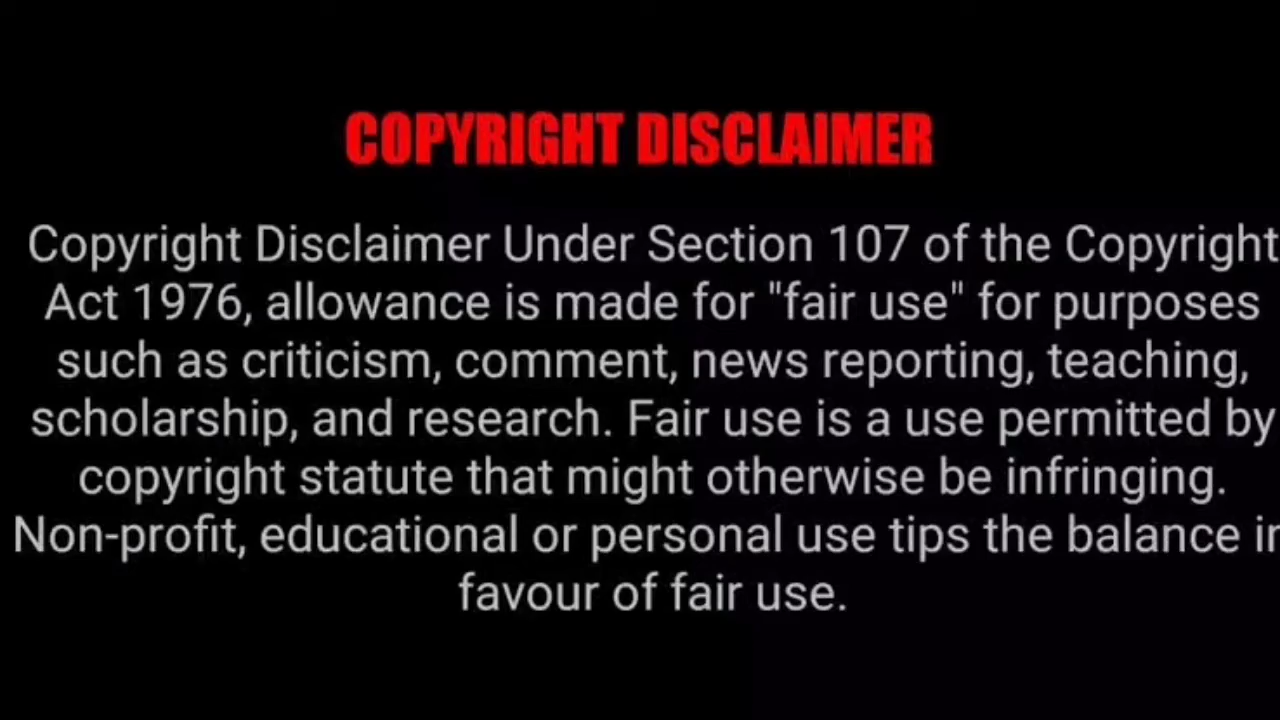 COPYRIGHT DISCLAIMER
Copyright Disclaimer Under Section 107 of the Copyright
Act 1976, allowance is made for "fair use" for purposes
such as criticism, comment, news reporting, teaching,
scholarship, and research. Fair use is a use permitted by
copyright statute that might otherwise be infringing.
Non-profit, educational or personal use tips the balance in
favour of fair use.